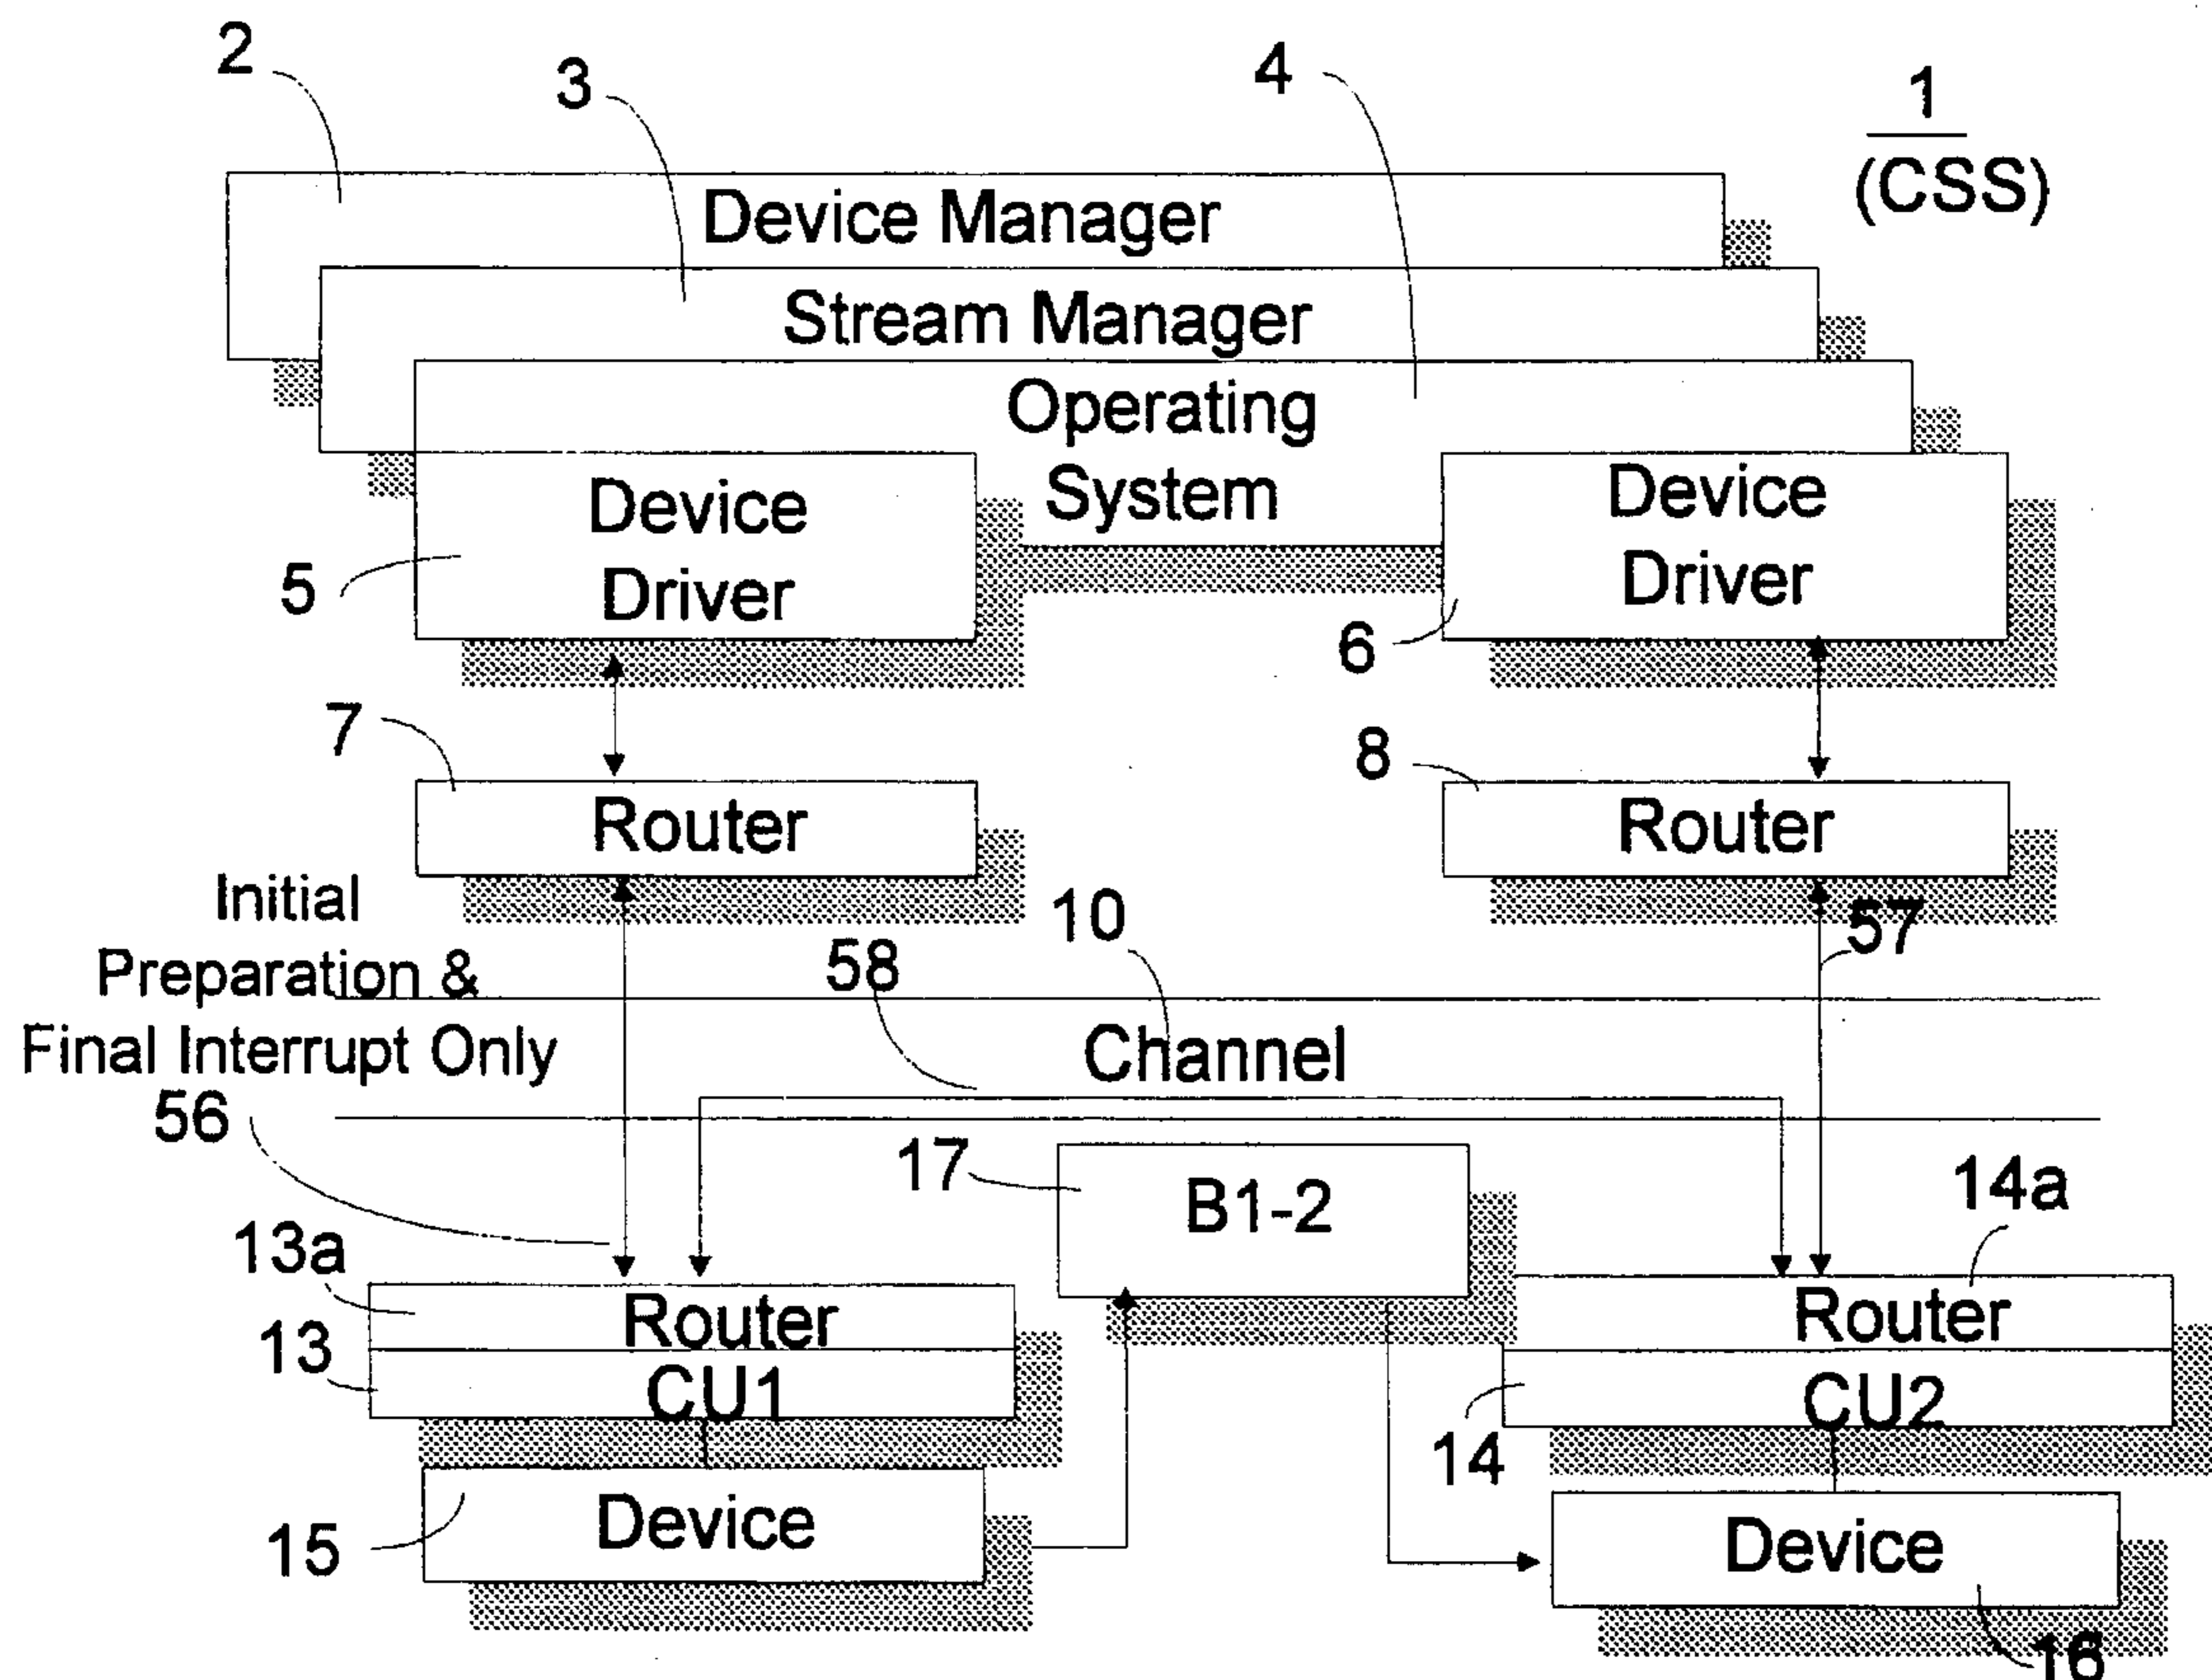 2
3
4
1
(CSS)
Device Manager
Stream Manager
Operating
System
Device
Driver
Device
Driver
5
6
7
8
Router
Router
Initial
Preparation &
Final Interrupt Only
10
58
57
Channel
56
17
B1-2
14a
13a
Router
Router
13
CU1
CU2
14
15
Device
Device
16